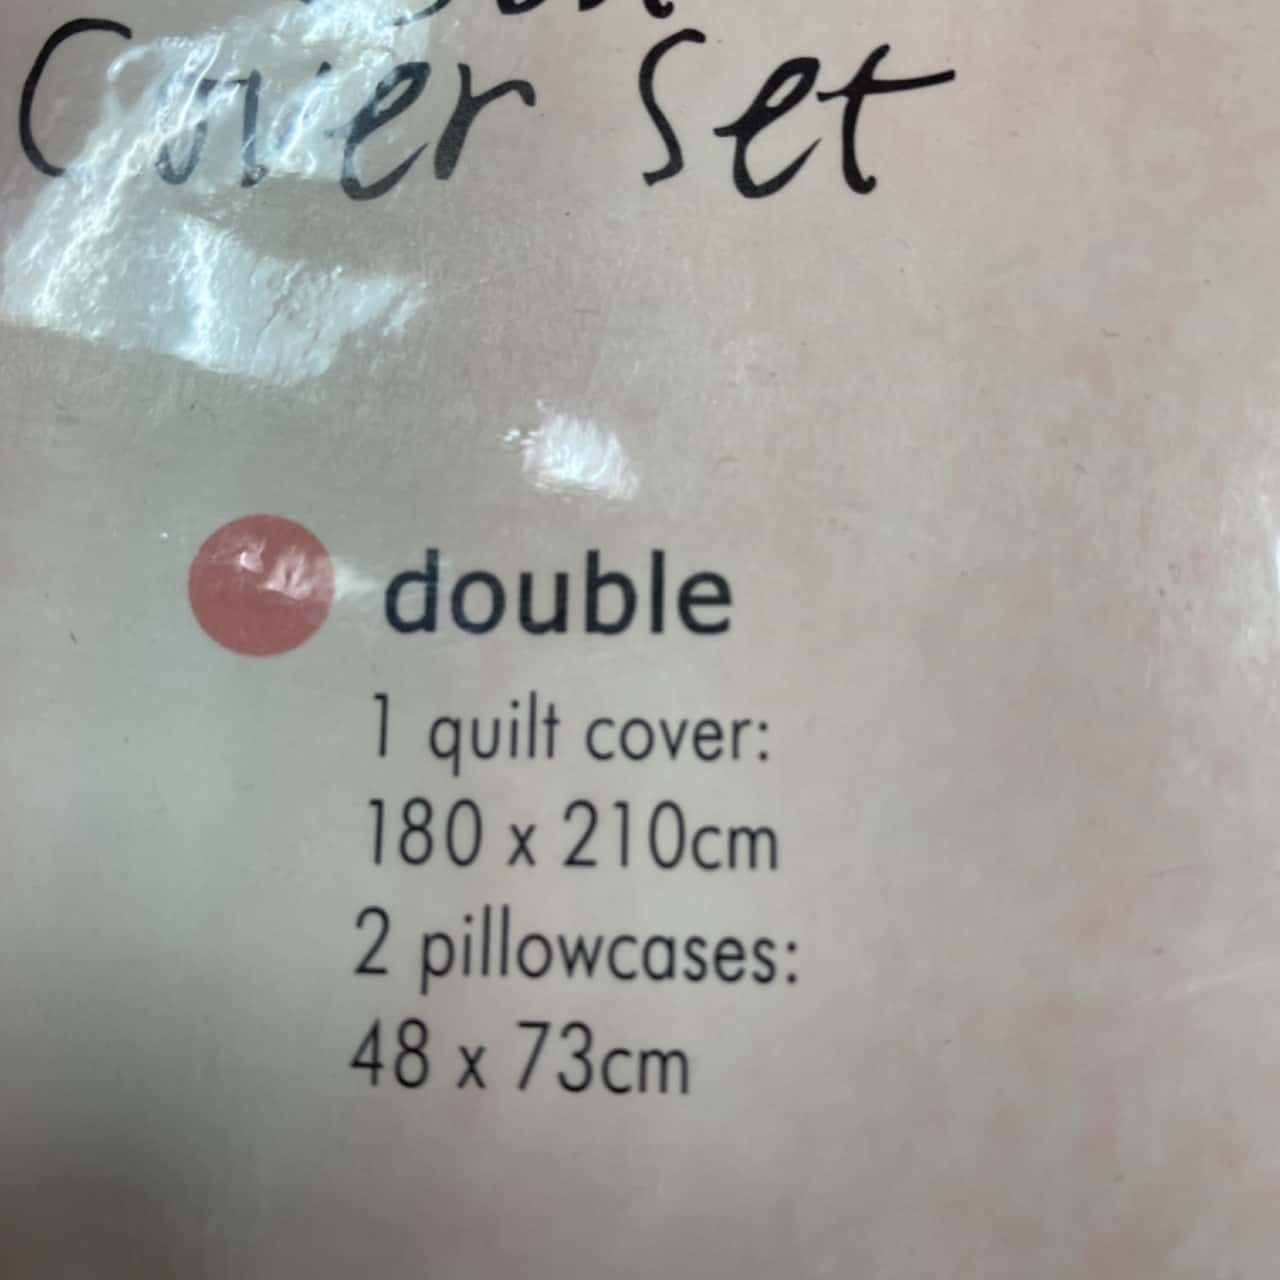 Cover Set
double
1 quilt cover:
180 x 210cm
2 pillowcases:
48 x 73cm